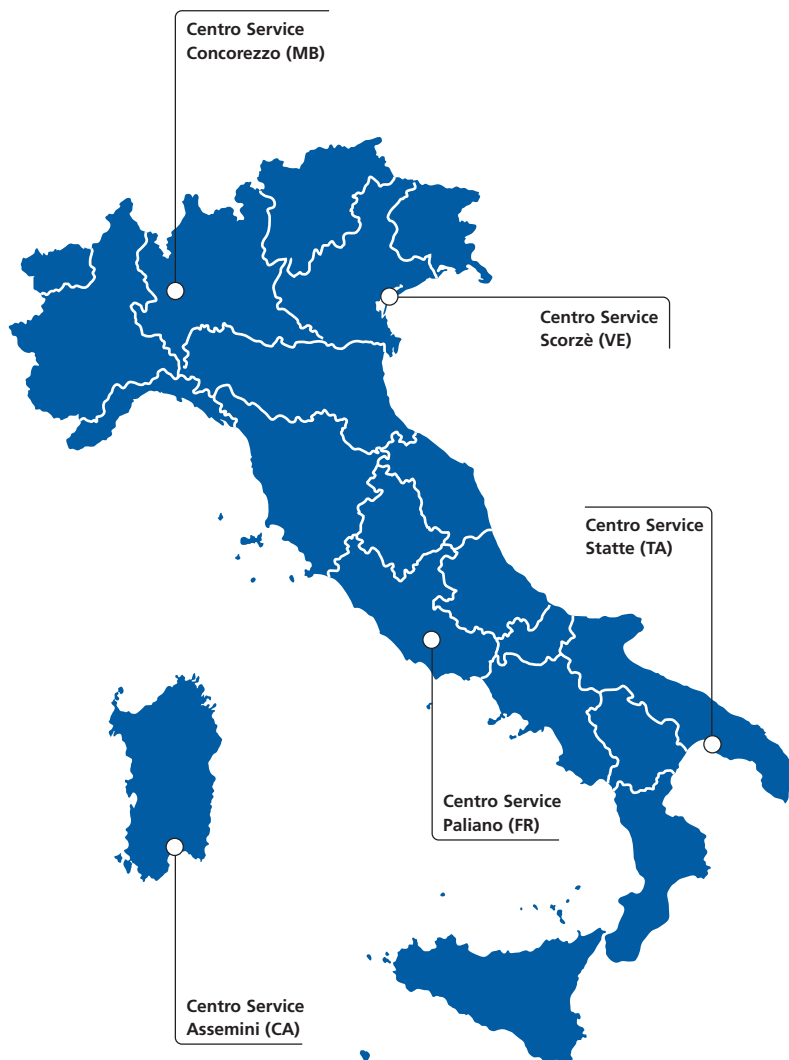 Centro Service
Concorezzo (MB)
Centro Service
Scorzè (VE)
Centro Service
Statte (TA)
Centro Service
Paliano (FR)
Centro Service
Assemini (CA)